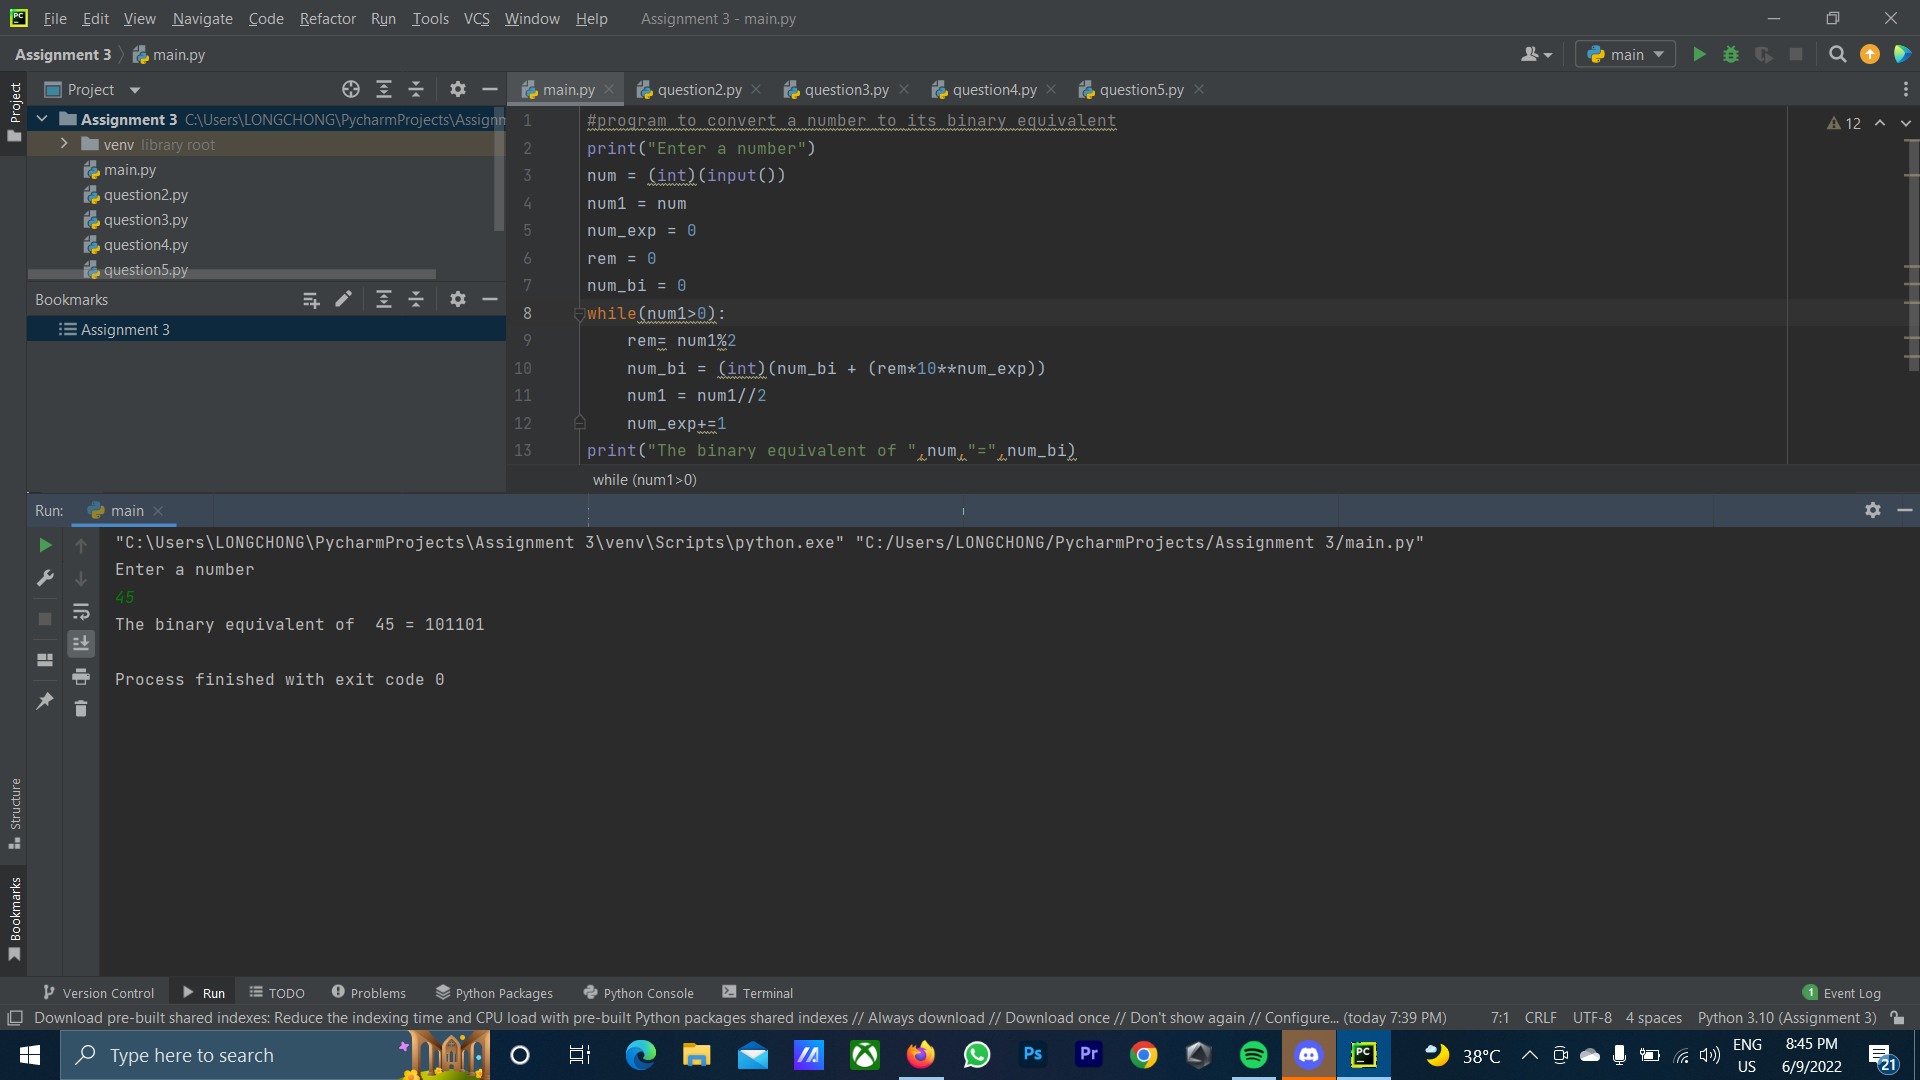 PC File Edit View Navigate Code Refactor Run Tools VCS Window Help Assignment 3 - main.py
Assignment 3 main.py main
Project
Project
main.py question2.py question3.py question4.py question5.py
Assignment 3 C:\Users\LONGCHONG\PycharmProjects\Assignm
venv library root
main.py
question2.py
question3.py
question4.py
question5.py
Bookmarks
Assignment 3
12
1 #program to convert a number to its binary equivalent
2 print("Enter a number")
3 num = (int)(input())
4 num1 = num
5 num_exp = 0
6 rem = 0
7 num_bi = 0
8 while(num1>0):
9 rem= num1%2
10 num_bi = (int)(num_bi + (rem*10**num_exp))
11 num1 = num1//2
12 num_exp+=1
13 print("The binary equivalent of ",num,"=",num_bi)
while (num1>0)
Run: main
"C:\Users\LONGCHONG\PycharmProjects\Assignment 3\venv\Scripts\python.exe" "C:/Users/LONGCHONG/PycharmProjects/Assignment 3/main.py"
Enter a number
45
The binary equivalent of  45 = 101101
Process finished with exit code 0
Structure
Bookmarks
Version Control Run TODO Problems Python Packages Python Console Terminal 1 Event Log
Download pre-built shared indexes: Reduce the indexing time and CPU load with pre-built Python packages shared indexes // Always download // Download once // Don't show again // Configure... (today 7:39 PM) 7:1 CRLF UTF-8 4 spaces Python 3.10 (Assignment 3)
Type here to search Ps Pr PC 38°C ENG US 8:45 PM 6/9/2022 21